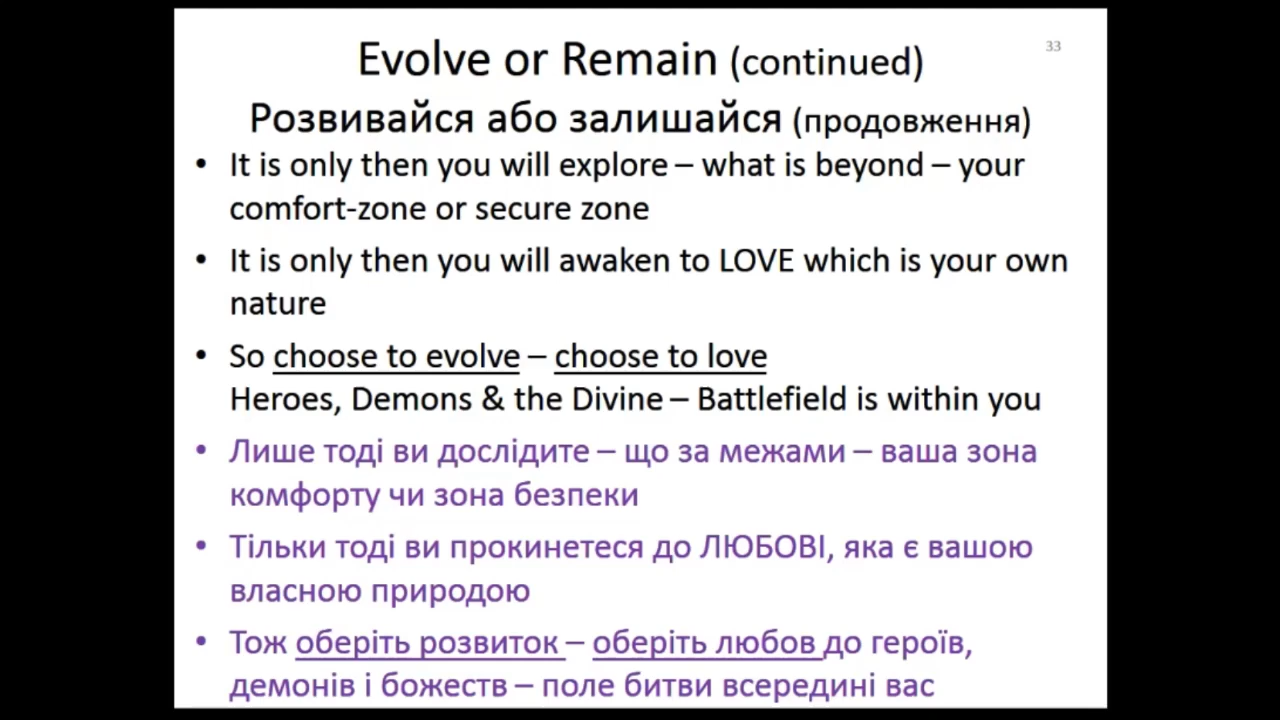 33
Evolve or Remain (continued)
Розвивайся або залишайся (продовження)
• It is only then you will explore – what is beyond – your
comfort-zone or secure zone
• It is only then you will awaken to LOVE which is your own
nature
• So choose to evolve – choose to love
Heroes, Demons & the Divine – Battlefield is within you
• Лише тоді ви дослідите – що за межами – ваша зона
комфорту чи зона безпеки
• Тільки тоді ви прокинетеся до ЛЮБОВІ, яка є вашою
власною природою
• Тож оберіть розвиток – оберіть любов до героїв,
демонів і божеств – поле битви всередині вас